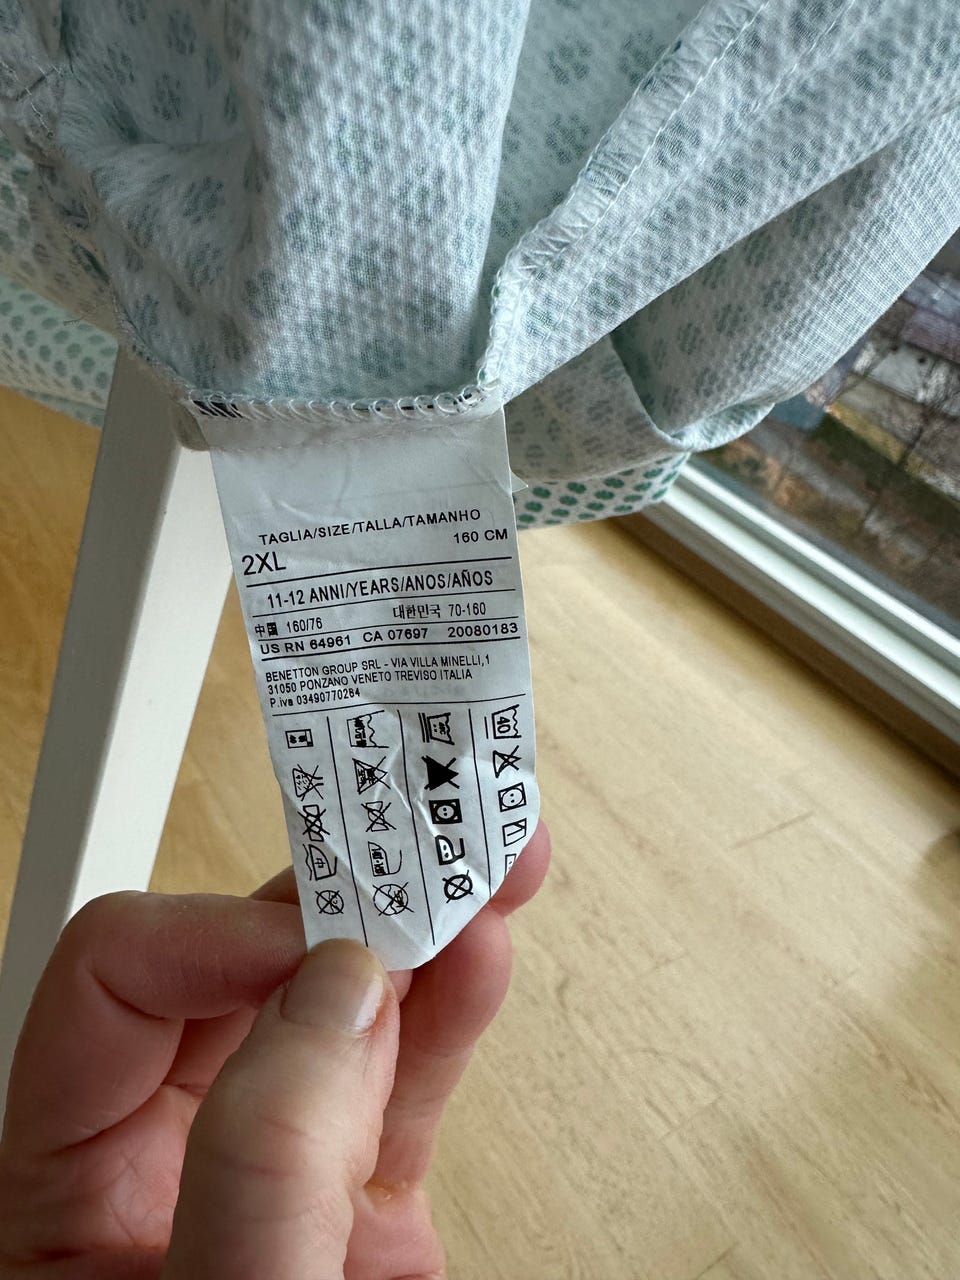 TAGLIA/SIZE/TALLA/TAMANHO
2XL 160 CM
11-12 ANNI/YEARS/ANOS/AÑOS
中国 160/76 대한민국 70-160
US RN 64961 CA 07697 20080183
BENETTON GROUP SRL - VIA VILLA MINELLI,1
31050 PONZANO VENETO TREVISO ITALIA
P.iva 03490770264
40
中